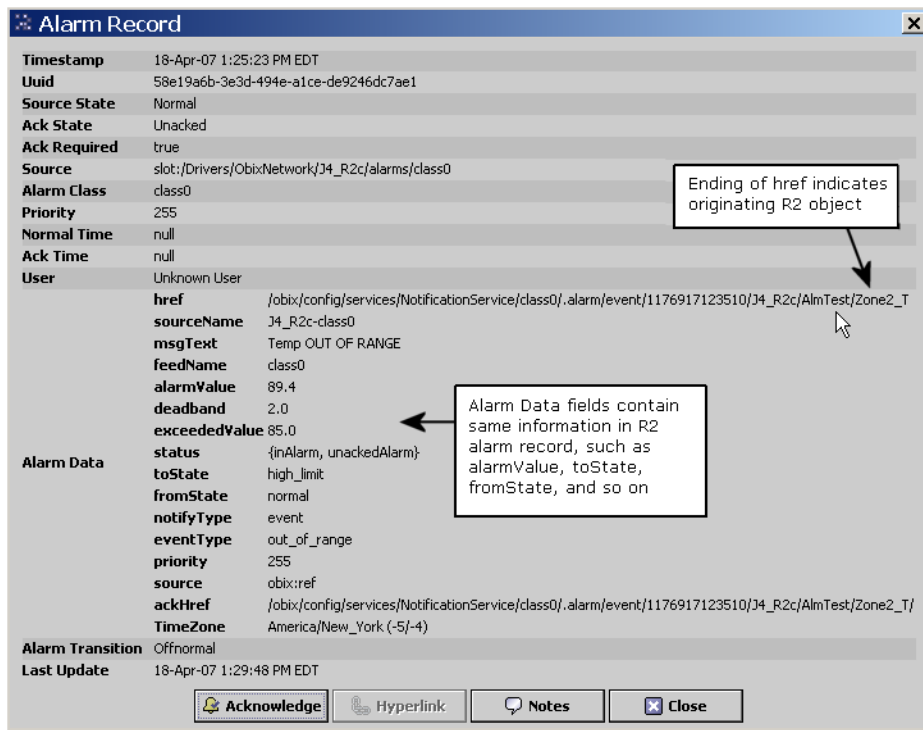 Alarm Record
Timestamp 18-Apr-07 1:25:23 PM EDT
Uuid 58e19a6b-3e3d-494e-a1ce-de9246dc7ae1
Source State Normal
Ack State Unacked
Ack Required true
Source slot:/Drivers/ObixNetwork/J4_R2c/alarms/class0
Alarm Class class0
Priority 255
Normal Time null
Ack Time null
User Unknown User
Ending of href indicates
originating R2 object
Alarm Data
href /obix/config/services/NotificationService/class0/.alarm/event/1176917123510/J4_R2c/AlmTest/Zone2_T
sourceName J4_R2c-class0
msgText Temp OUT OF RANGE
feedName class0
alarmValue 89.4
deadband 2.0
exceededValue 85.0
status {inAlarm, unackedAlarm}
toState high_limit
fromState normal
notifyType event
eventType out_of_range
priority 255
source obix:ref
ackHref /obix/config/services/NotificationService/class0/.alarm/event/1176917123510/J4_R2c/AlmTest/Zone2_T/
TimeZone America/New_York (-5/-4)
Alarm Data fields contain
same information in R2
alarm record, such as
alarmValue, toState,
fromState, and so on
Alarm Transition Offnormal
Last Update 18-Apr-07 1:29:48 PM EDT
Acknowledge Hyperlink Notes Close